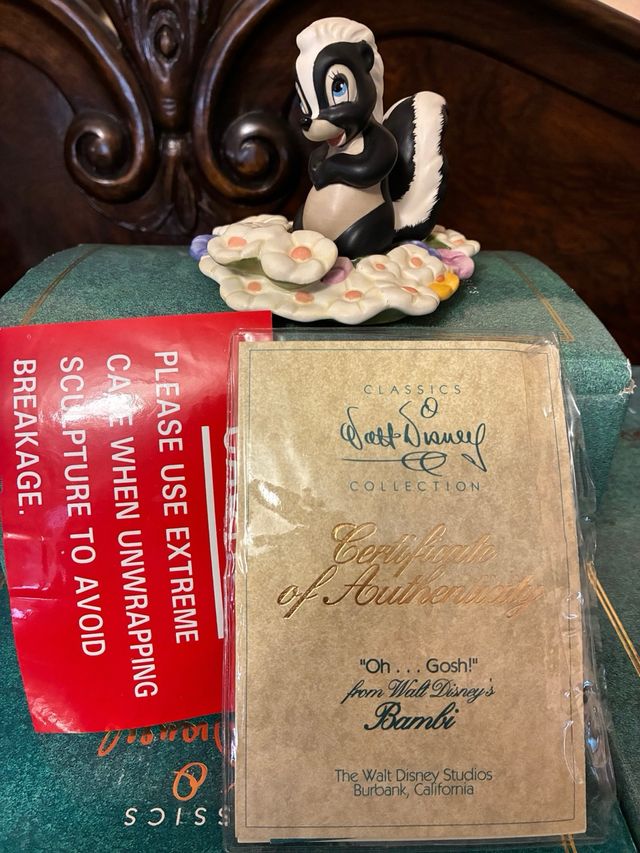 PLEASE USE EXTREME
CARE WHEN UNWRAPPING
SCULPTURE TO AVOID
BREAKAGE.
CLASSICS
Walt Disney
COLLECTION
Certificate
of Authenticity
"Oh . . . Gosh!"
from Walt Disney's
Bambi
The Walt Disney Studios
Burbank, California